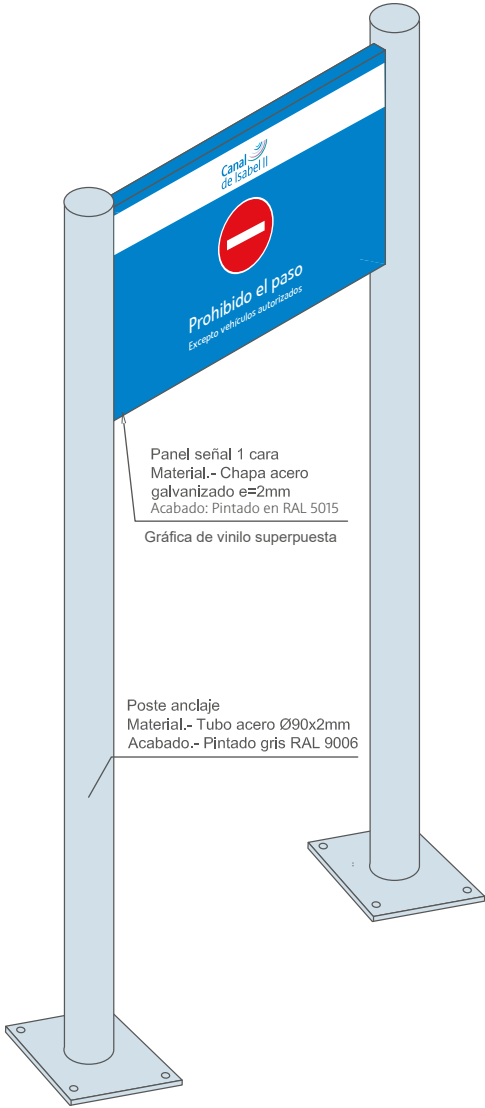 Canal
de Isabel II
Prohibido el paso
Excepto vehículos autorizados
Panel señal 1 cara
Material.- Chapa acero
galvanizado e=2mm
Acabado: Pintado en RAL 5015
Gráfica de vinilo superpuesta
Poste anclaje
Material.- Tubo acero Ø90x2mm
Acabado.- Pintado gris RAL 9006